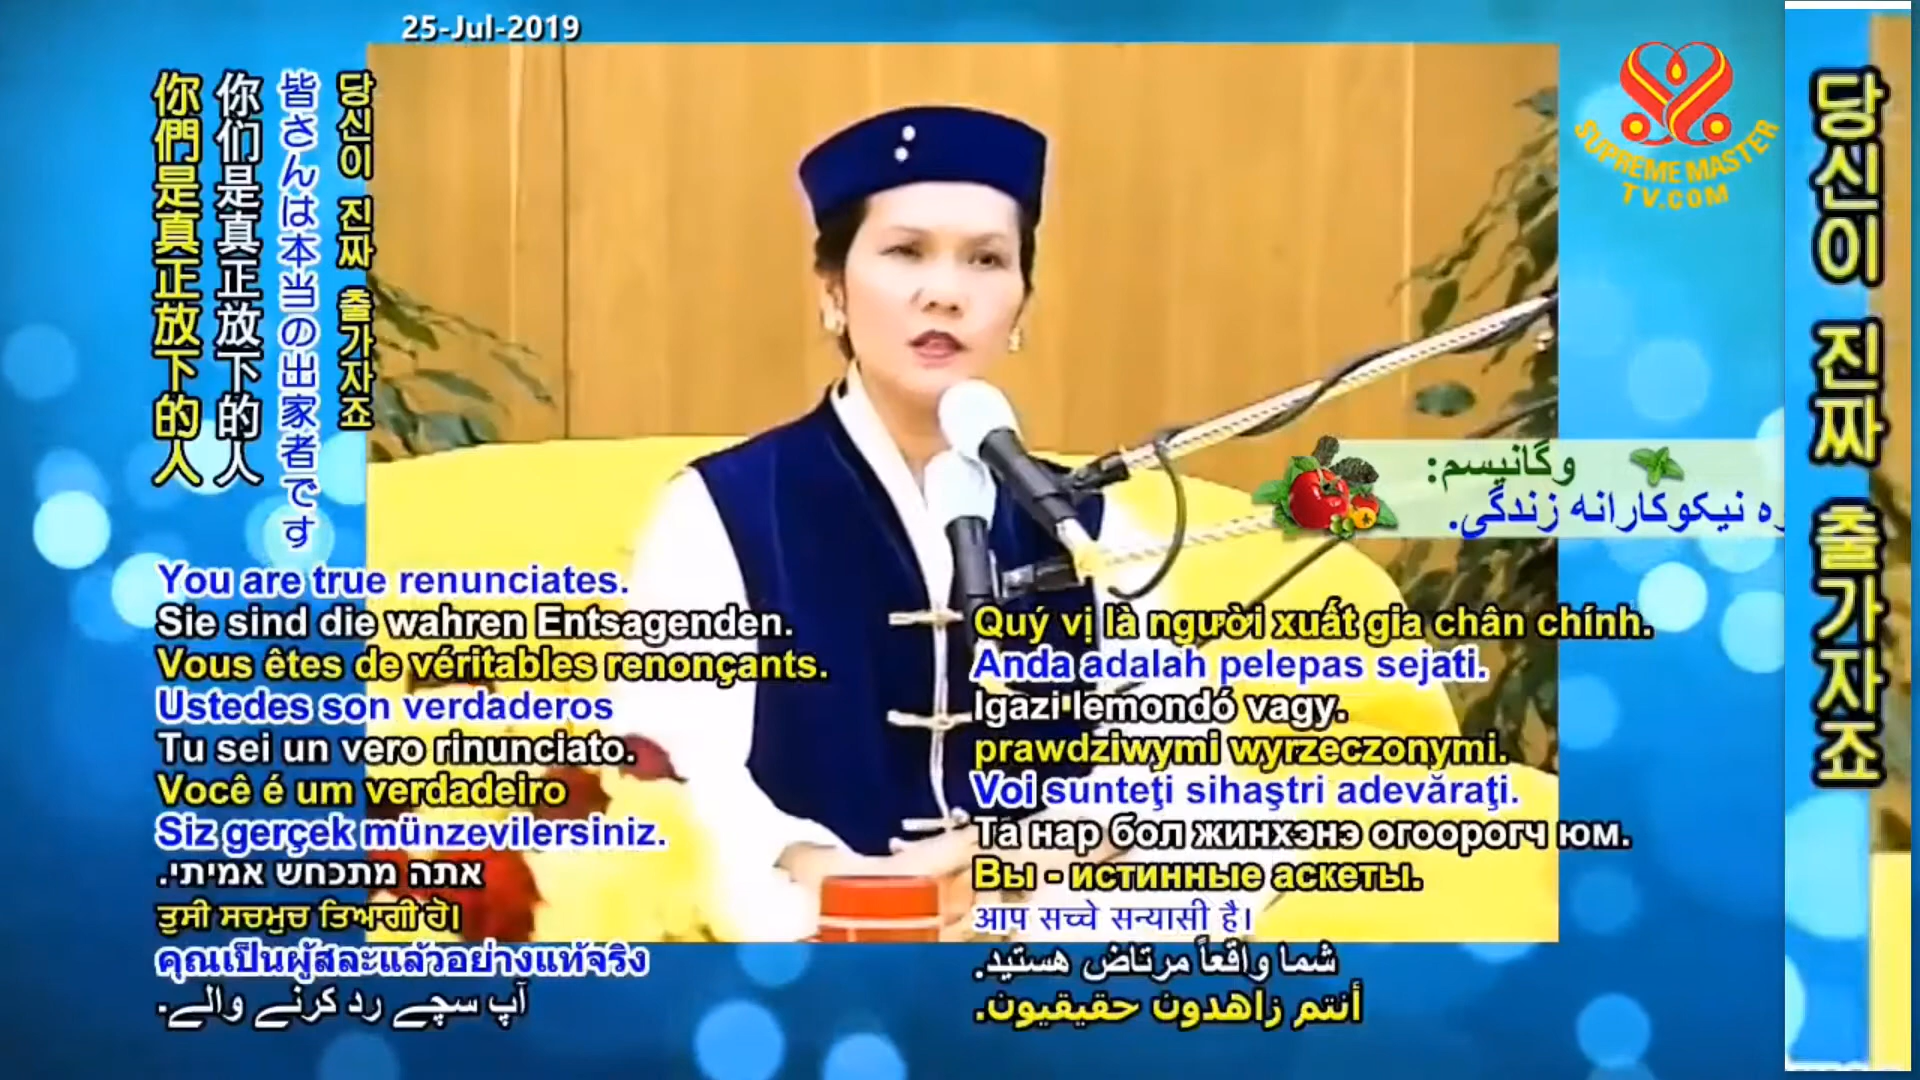 25-Jul-2019
SUPREME MASTER
TV.COM
당신이 진짜 출가자죠
皆さんは本当の出家者です
你们是真正放下的人
你們是真正放下的人
당신이 진짜 출가자죠
وگانیسم:
ره نیکوکارانه زندگی.
You are true renunciates.
Sie sind die wahren Entsagenden.
Vous êtes de véritables renonçants.
Ustedes son verdaderos
Tu sei un vero rinunciato.
Você é um verdadeiro
Siz gerçek münzevilersiniz.
אתה מתכחש אמיתי.
ਤੁਸੀ ਸਚਮੁਚ ਤਿਆਗੀ ਹੋ।
คุณเป็นผู้สละแล้วอย่างแท้จริง
آپ سچے رد کرنے والے.
Quý vị là người xuất gia chân chính.
Anda adalah pelepas sejati.
Igazi lemondó vagy.
prawdziwymi wyrzeczonymi.
Voi sunteţi sihaştri adevăraţi.
Та нар бол жинхэнэ огоорогч юм.
Вы - истинные аскеты.
आप सच्चे सन्यासी है।
شما واقعاً مرتاض هستید.
أنتم زاهدون حقيقيون.